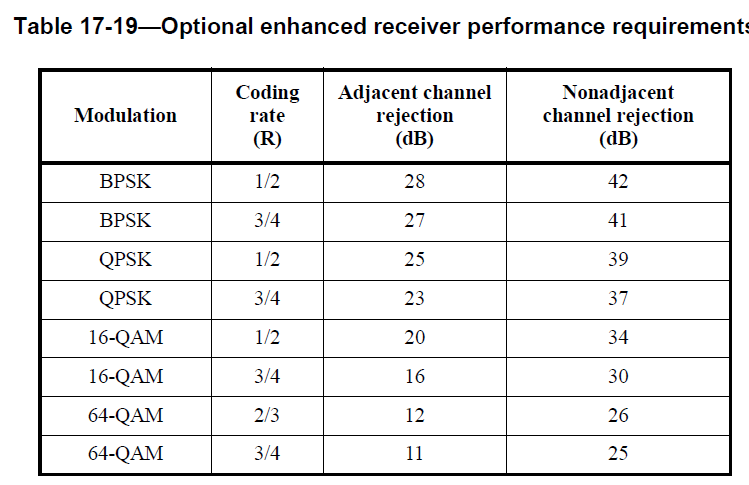 Table 17-19—Optional enhanced receiver performance requirements
Modulation Coding rate (R) Adjacent channel rejection (dB) Nonadjacent channel rejection (dB)
BPSK 1/2 28 42
BPSK 3/4 27 41
QPSK 1/2 25 39
QPSK 3/4 23 37
16-QAM 1/2 20 34
16-QAM 3/4 16 30
64-QAM 2/3 12 26
64-QAM 3/4 11 25